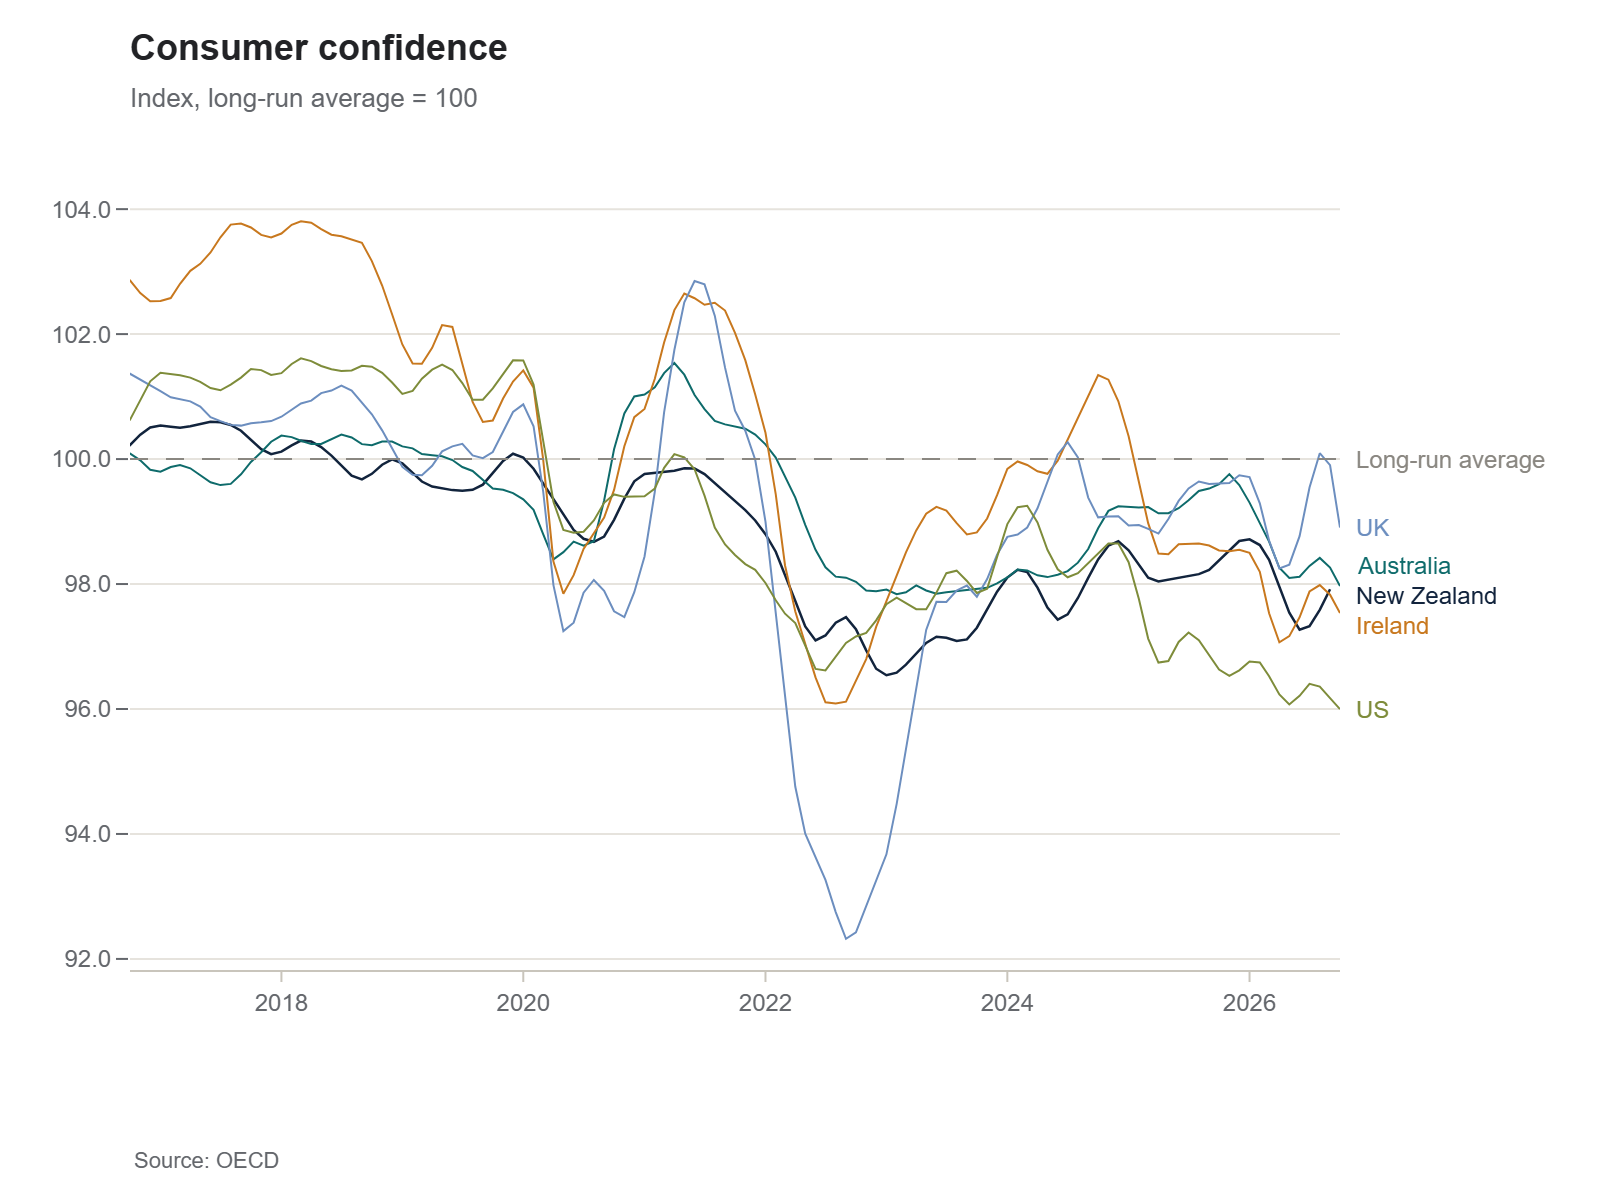 Consumer confidence
Index, long-run average = 100
104.0
102.0
100.0
98.0
96.0
94.0
92.0
Long-run average
UK
Australia
New Zealand
Ireland
US
2018
2020
2022
2024
2026
Source: OECD